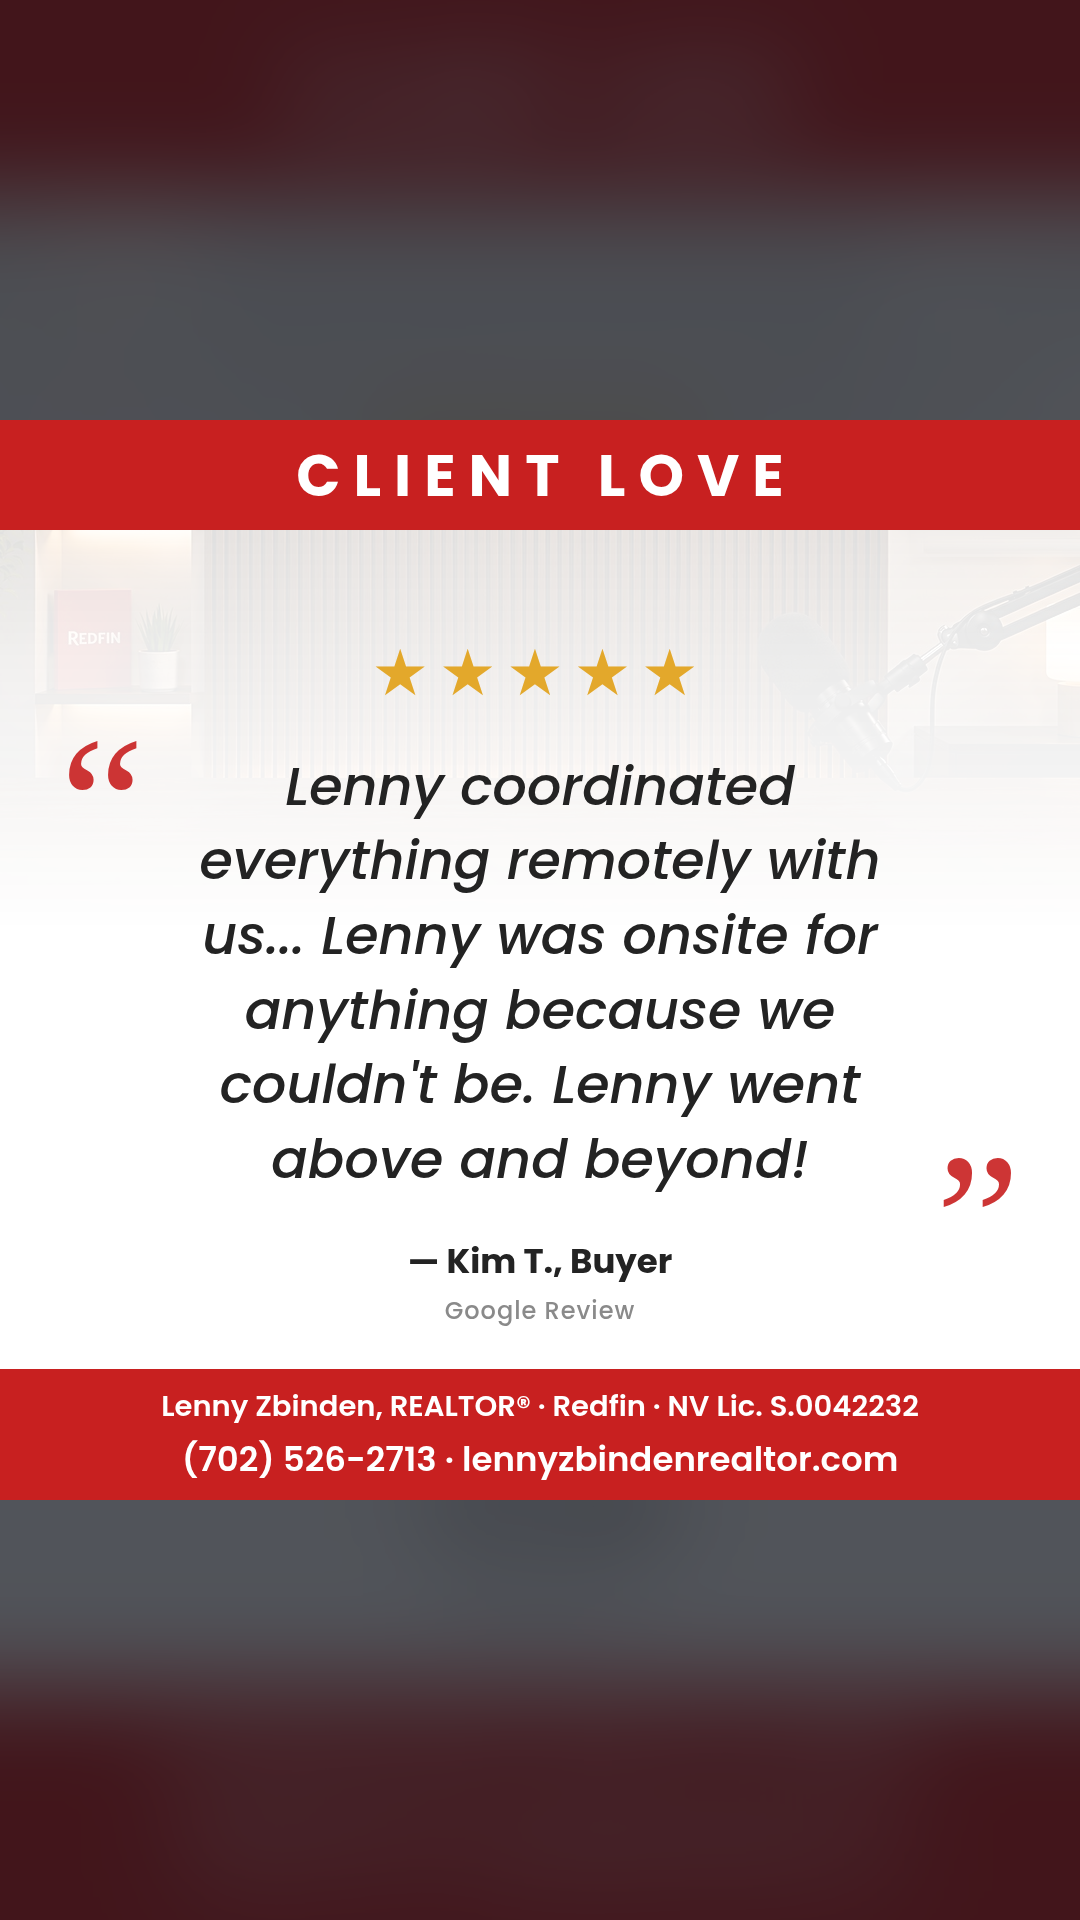 CLIENT LOVE
REDFIN
★★★★★
“
Lenny coordinated
everything remotely with
us... Lenny was onsite for
anything because we
couldn't be. Lenny went
above and beyond!
”
— Kim T., Buyer
Google Review
Lenny Zbinden, REALTOR® · Redfin · NV Lic. S.0042232
(702) 526-2713 · lennyzbindenrealtor.com